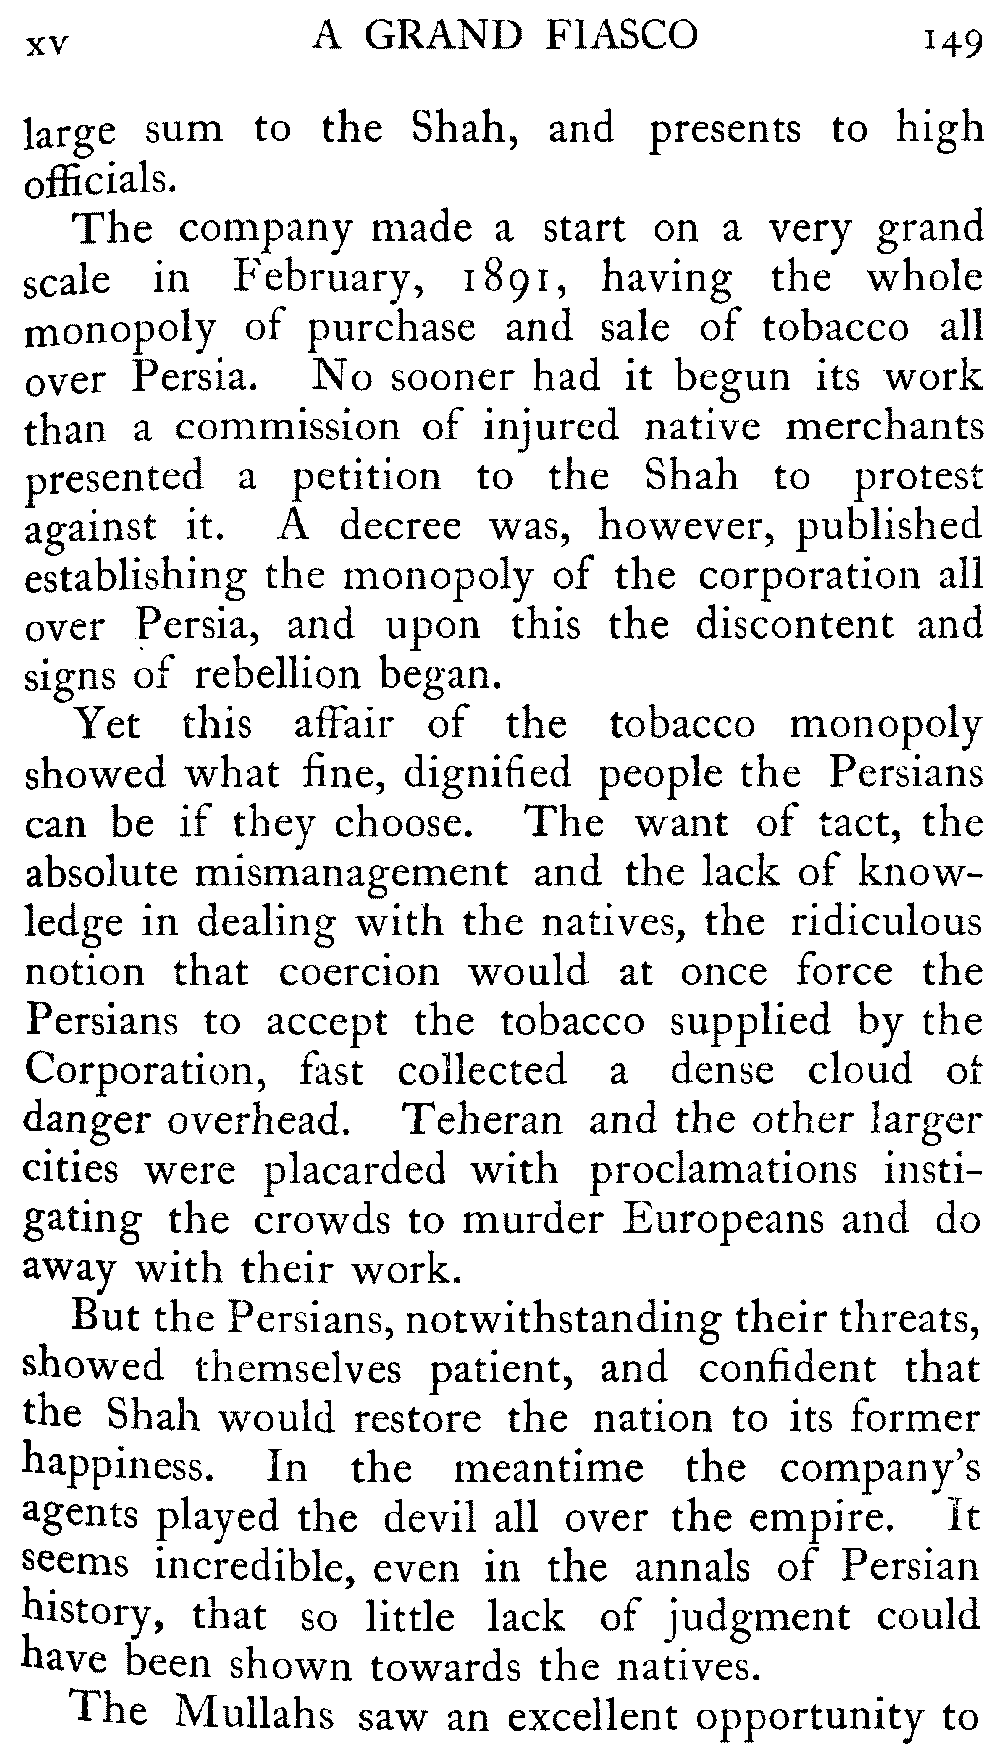 xv A GRAND FIASCO 149
large sum to the Shah, and presents to high
officials.
The company made a start on a very grand
scale in February, 1891, having the whole
monopoly of purchase and sale of tobacco all
over Persia. No sooner had it begun its work
than a commission of injured native merchants
presented a petition to the Shah to protest
against it. A decree was, however, published
establishing the monopoly of the corporation all
over Persia, and upon this the discontent and
signs of rebellion began.
Yet this affair of the tobacco monopoly
showed what fine, dignified people the Persians
can be if they choose. The want of tact, the
absolute mismanagement and the lack of know-
ledge in dealing with the natives, the ridiculous
notion that coercion would at once force the
Persians to accept the tobacco supplied by the
Corporation, fast collected a dense cloud of
danger overhead. Teheran and the other larger
cities were placarded with proclamations insti-
gating the crowds to murder Europeans and do
away with their work.
But the Persians, notwithstanding their threats,
showed themselves patient, and confident that
the Shah would restore the nation to its former
happiness. In the meantime the company's
agents played the devil all over the empire. It
seems incredible, even in the annals of Persian
history, that so little lack of judgment could
have been shown towards the natives.
The Mullahs saw an excellent opportunity to